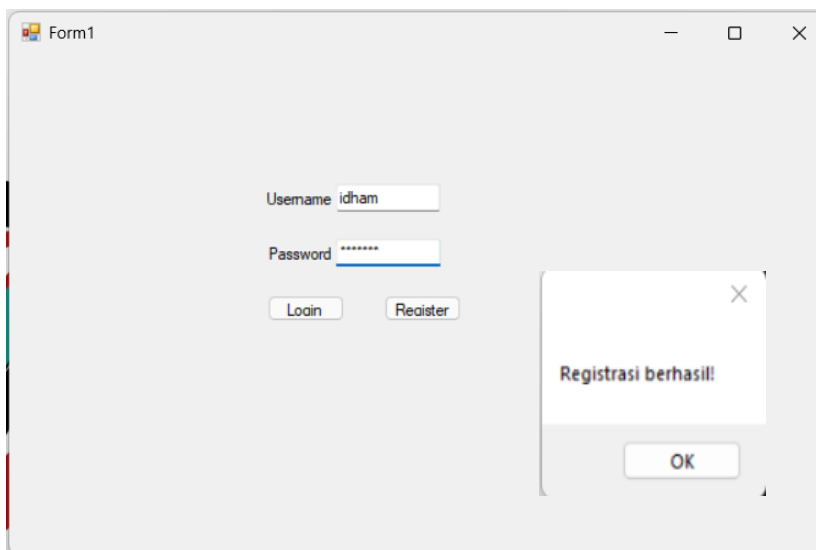 Form1
Username idham
Password *******
Login Register
Registrasi berhasil!
OK